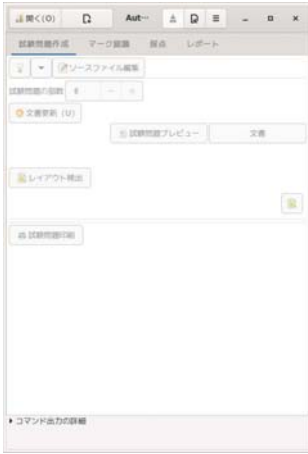 開く(O) Aut…
試験問題作成 マーク認識 採点 レポート
ソースファイル編集
試験問題の部数
文書更新 (U)
試験問題プレビュー 文書
レイアウト検出
試験問題印刷
コマンド出力の詳細